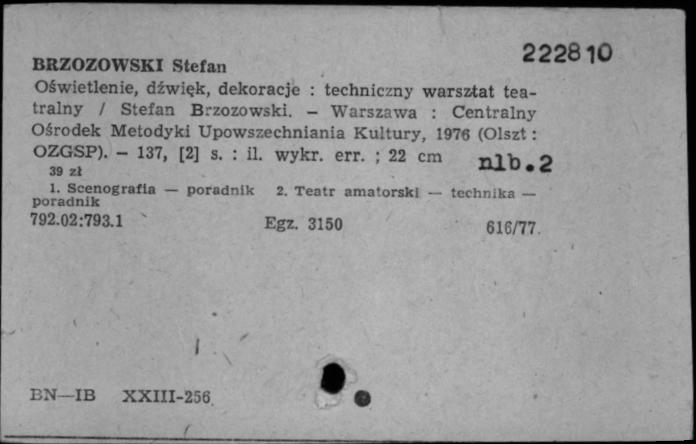 222810
BRZOZOWSKI Stefan
Oświetlenie, dźwięk, dekoracje : techniczny warsztat tea-
tralny / Stefan Brzozowski. — Warszawa : Centralny
Ośrodek Metodyki Upowszechniania Kultury, 1976 (Olszt :
OZGSP). — 137, [2] s. : il. wykr. err. ; 22 cm nlb.2
39 zł
1. Scenografia — poradnik 2. Teatr amatorski — technika —
poradnik
792.02:793.1 Egz. 3150 616/77.
BN—IB XXIII-256